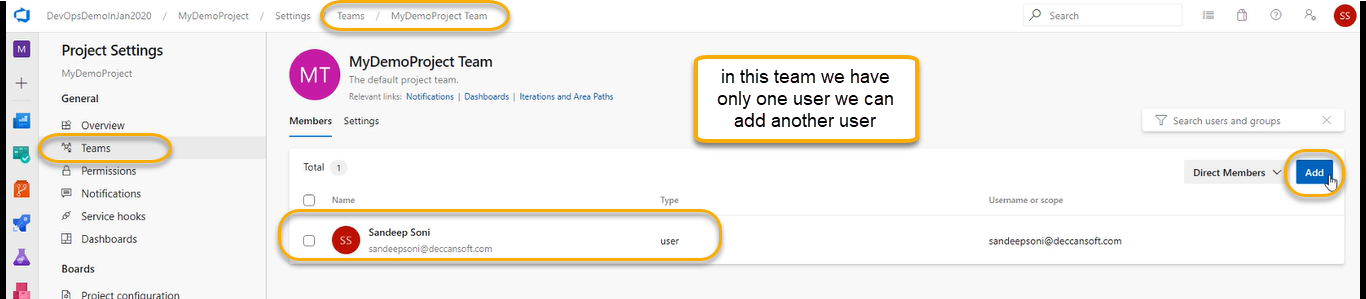 DevOpsDemoInJan2020 / MyDemoProject / Settings / Teams / MyDemoProject Team
Search
SS
M
Project Settings
MyDemoProject
General
Overview
Teams
Permissions
Notifications
Service hooks
Dashboards
Boards
Project configuration
MT
MyDemoProject Team
The default project team.
Relevant links: Notifications | Dashboards | Iterations and Area Paths
in this team we have
only one user we can
add another user
Members Settings
Search users and groups
Total 1
Direct Members
Add
Name Type Username or scope
SS
Sandeep Soni
sandeepsoni@deccansoft.com
user
sandeepsoni@deccansoft.com